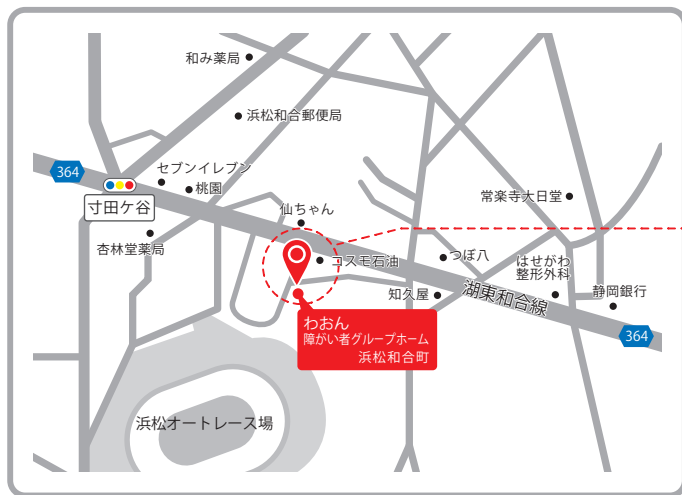 和み薬局
浜松和合郵便局
364
セブンイレブン
桃園
寸田ケ谷
仙ちゃん
常楽寺大日堂
杏林堂薬局
コスモ石油
つぼ八
はせがわ
整形外科
知久屋
湖東和合線
静岡銀行
わおん
障がい者グループホーム
浜松和合町
364
浜松オートレース場